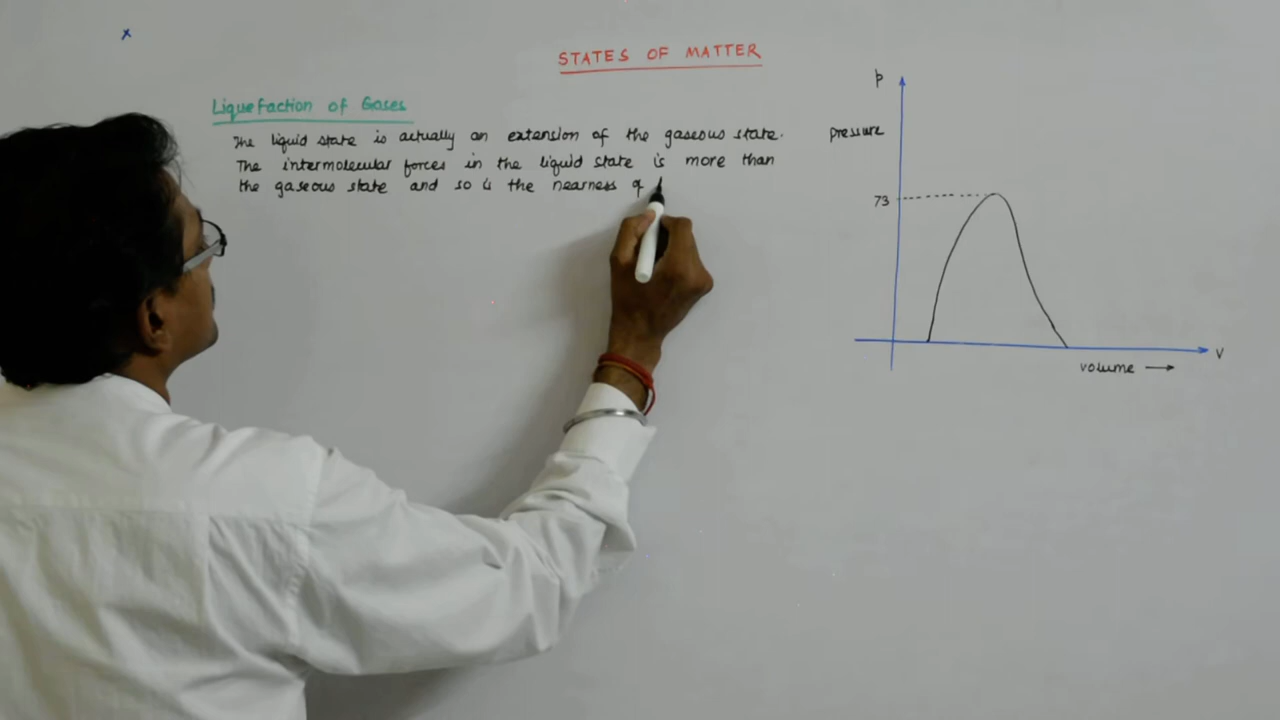 x
STATES OF MATTER
Liquefaction of Gases
The liquid state is actually an extension of the gaseous state.
The intermolecular forces in the liquid state is more than
the gaseous state and so is the nearness of
p
pressure
73
V
volume →